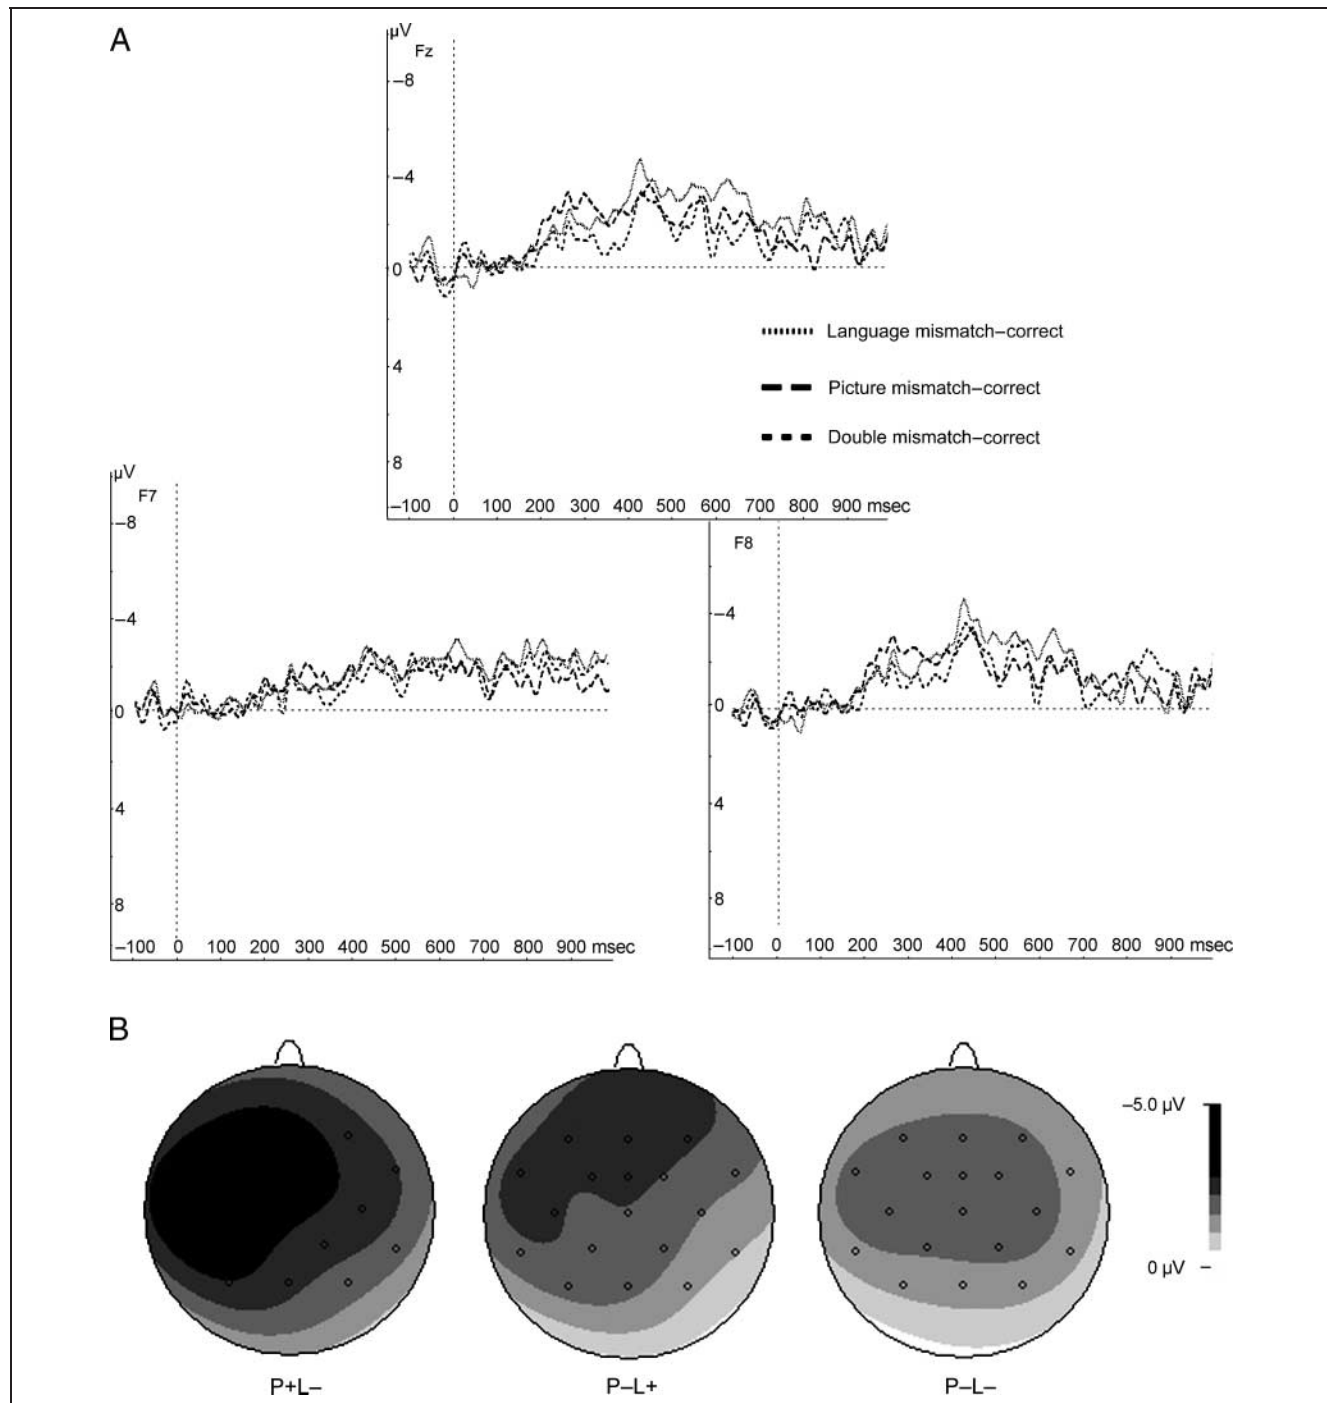 A
µV
Fz
−8
−4
0
4
8
−100 0 100 200 300 400 500 600 700 800 900 msec
Language mismatch–correct
Picture mismatch–correct
Double mismatch–correct
µV
F7
−8
−4
0
4
8
−100 0 100 200 300 400 500 600 700 800 900 msec
F8
−4
0
4
8
−100 0 100 200 300 400 500 600 700 800 900 msec
B
−5.0 µV
0 µV
P+L− P−L+ P−L−